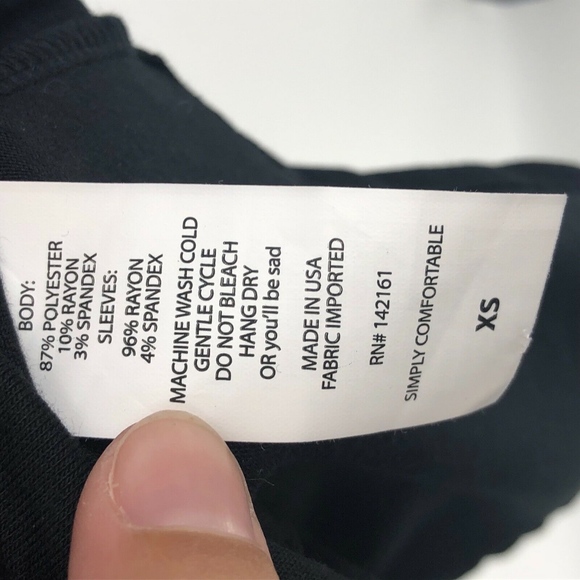 BODY:
87% POLYESTER
10% RAYON
3% SPANDEX
SLEEVES:
96% RAYON
4% SPANDEX
MACHINE WASH COLD
GENTLE CYCLE
DO NOT BLEACH
HANG DRY
OR you'll be sad
MADE IN USA
FABRIC IMPORTED
RN# 142161
SIMPLY COMFORTABLE
XS